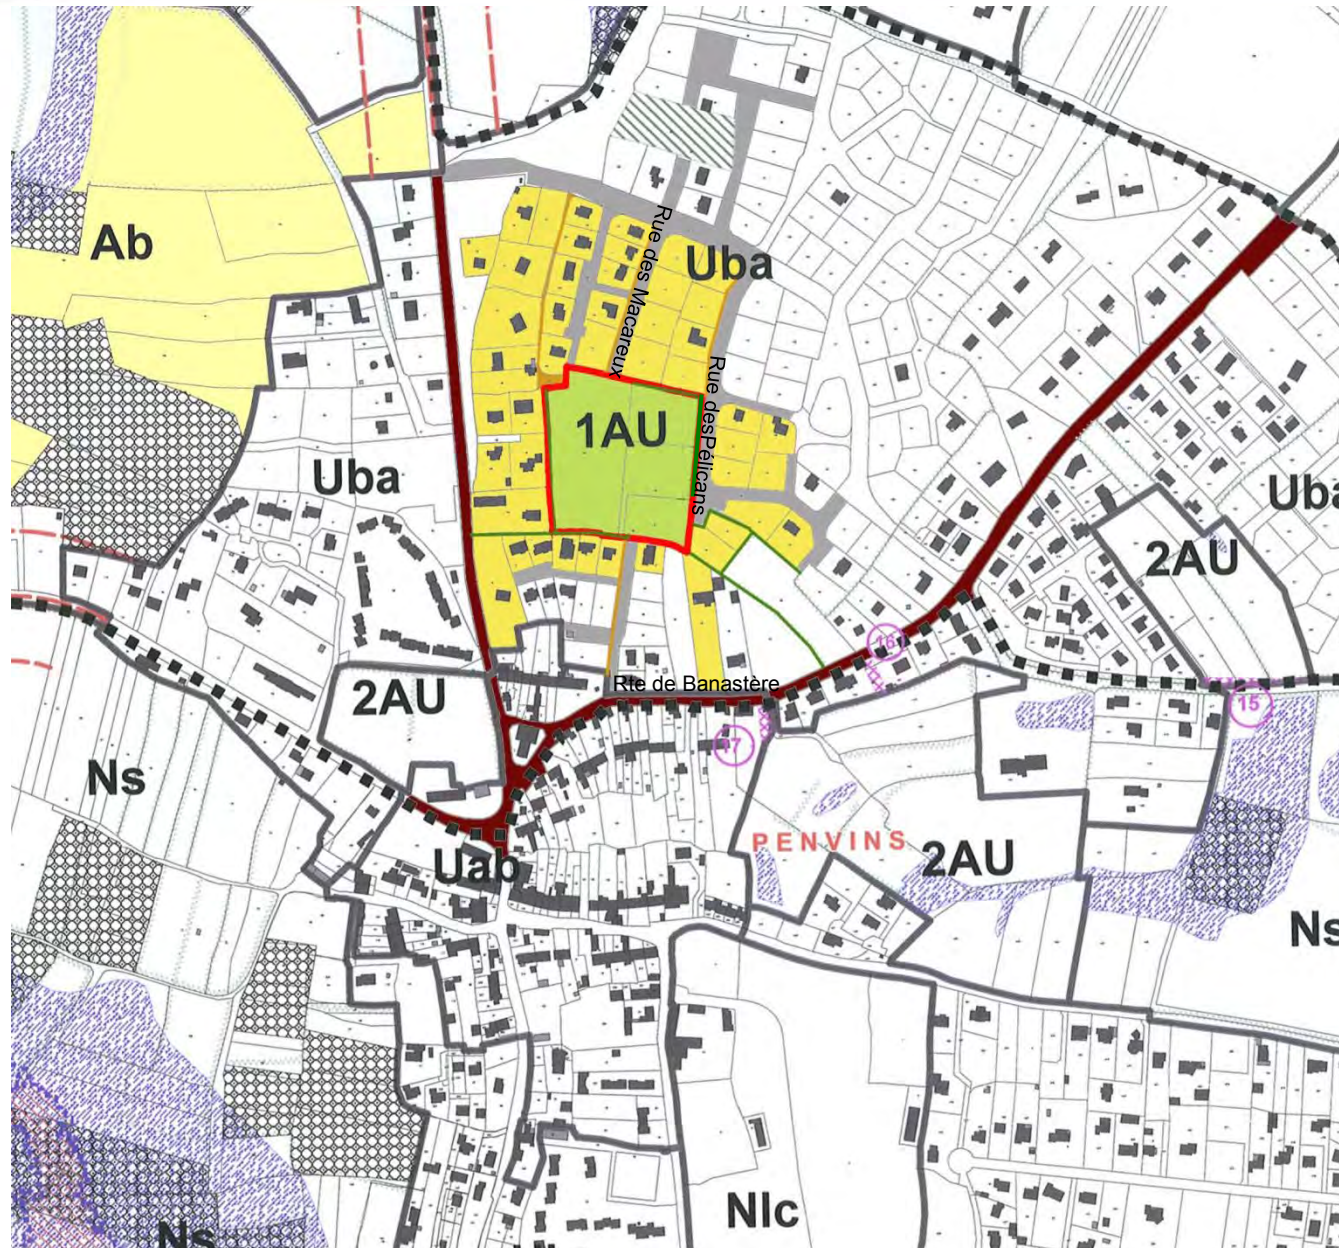 Ab
Uba
Rue des Macareux
Rue desPélicans
1AU
Uba
Uba
2AU
16
2AU
Rte de Banastère
15
17
Ns
PENVINS
2AU
Uab
Ns
Nlc
Ns